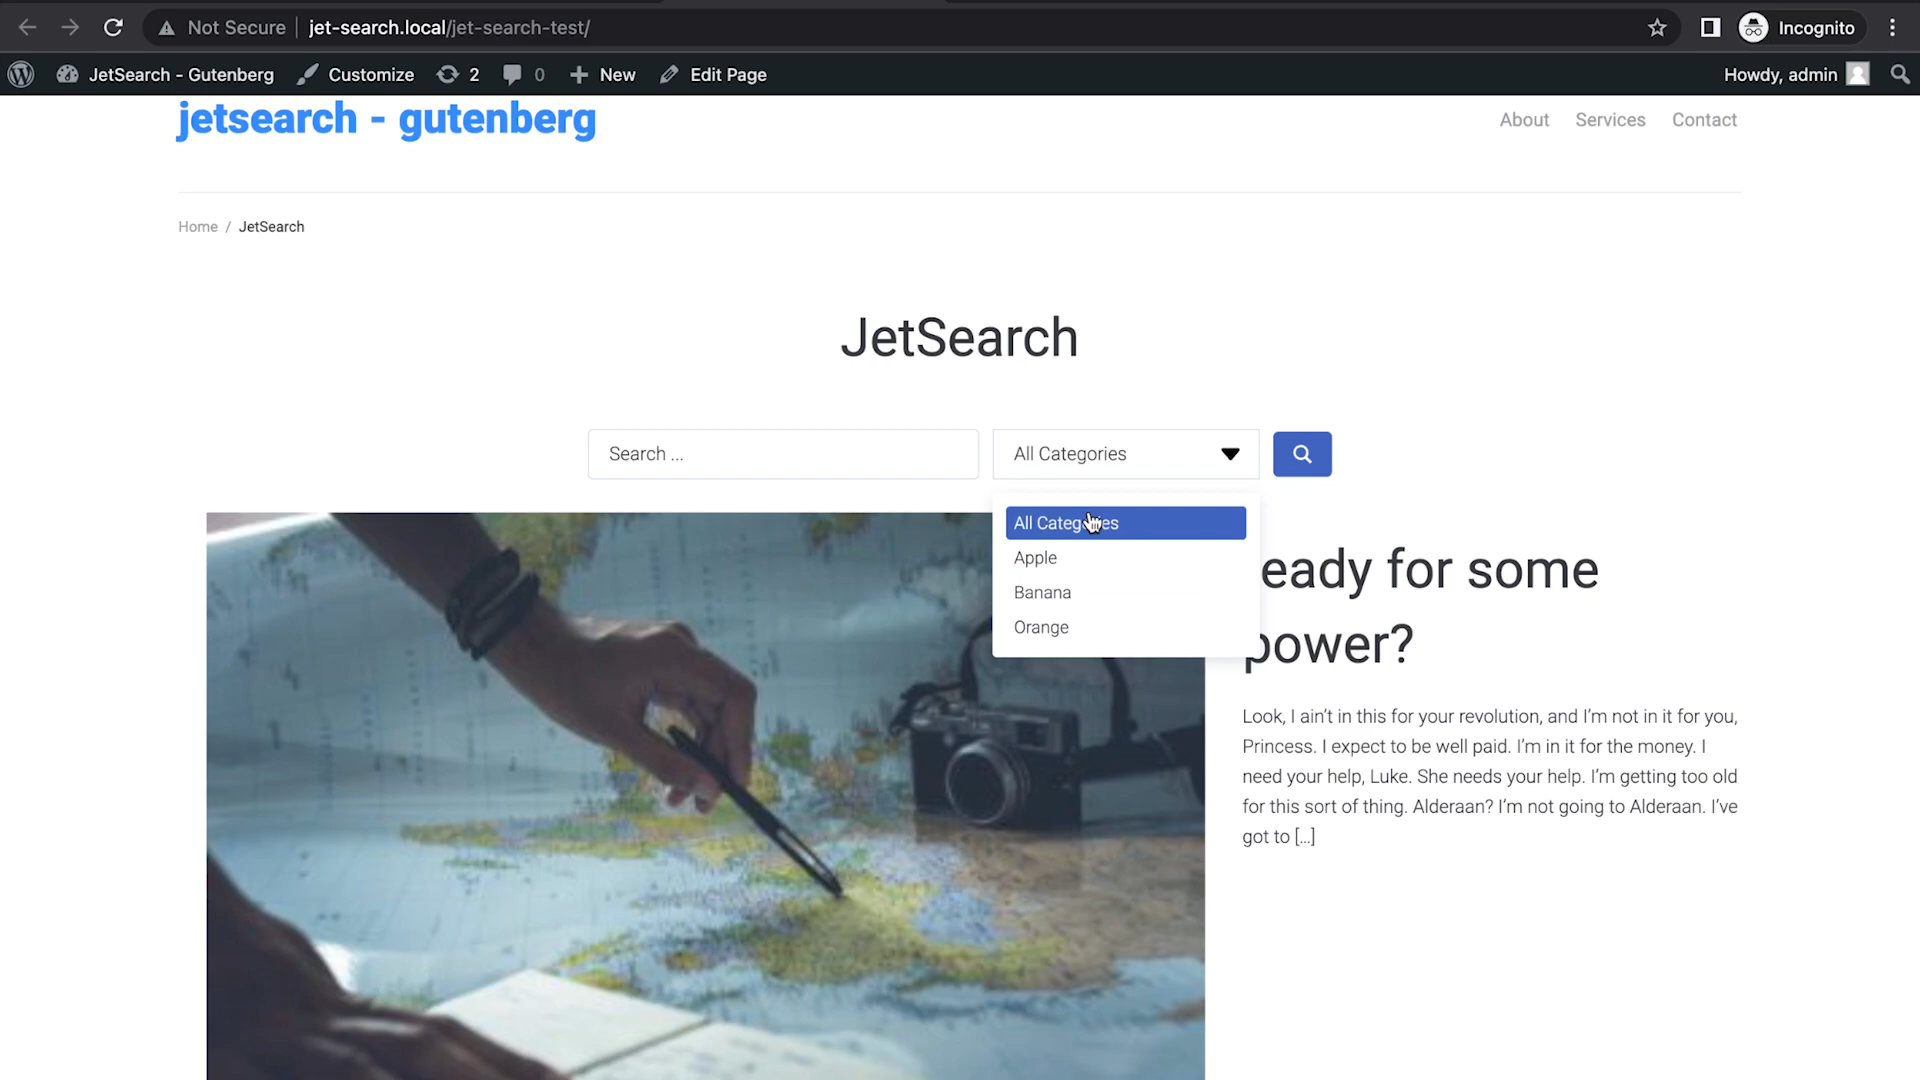 Not Secure
jet-search.local/jet-search-test/
Incognito
JetSearch - Gutenberg
Customize
2
0
New
Edit Page
Howdy, admin
jetsearch - gutenberg
About
Services
Contact
Home / JetSearch
JetSearch
Search ...
All Categories
All Categories
Apple
Banana
Orange
eady for some
power?
Look, I ain’t in this for your revolution, and I’m not in it for you,
Princess. I expect to be well paid. I’m in it for the money. I
need your help, Luke. She needs your help. I’m getting too old
for this sort of thing. Alderaan? I’m not going to Alderaan. I’ve
got to […]